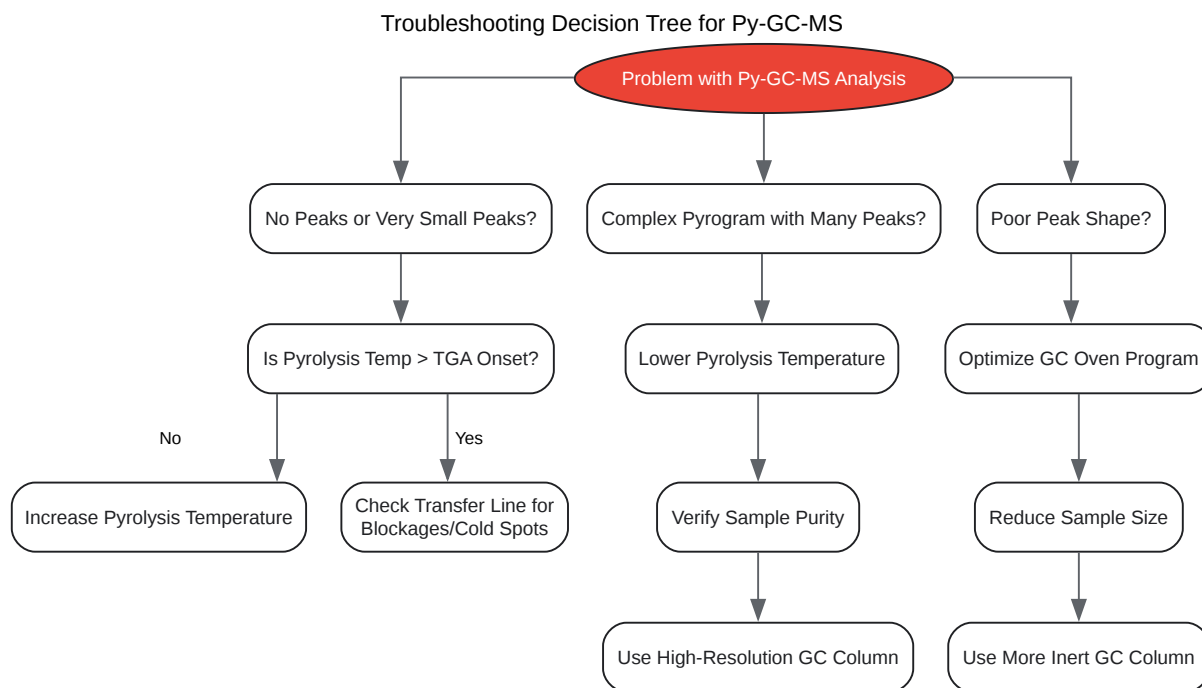 Troubleshooting Decision Tree for Py-GC-MS
Problem with Py-GC-MS Analysis
No Peaks or Very Small Peaks?
Complex Pyrogram with Many Peaks?
Poor Peak Shape?
Is Pyrolysis Temp > TGA Onset?
Lower Pyrolysis Temperature
Optimize GC Oven Program
No
Yes
Increase Pyrolysis Temperature
Check Transfer Line for
Blockages/Cold Spots
Verify Sample Purity
Reduce Sample Size
Use High-Resolution GC Column
Use More Inert GC Column